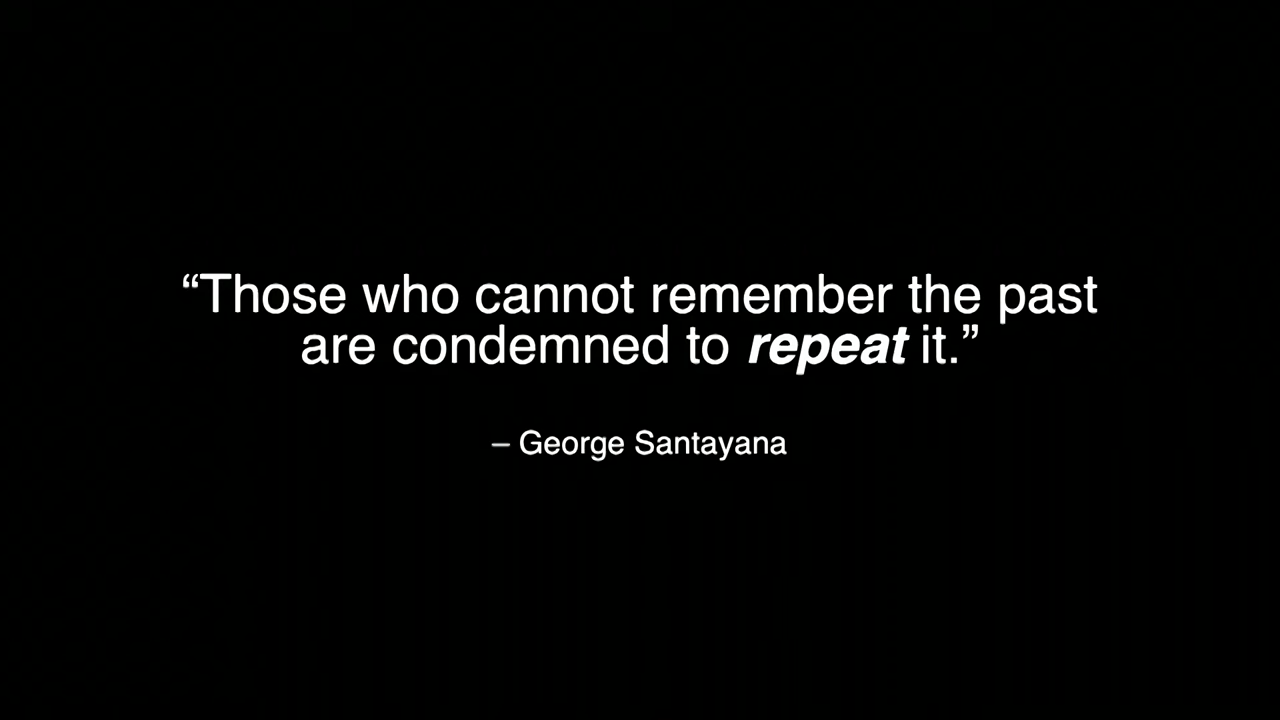 “Those who cannot remember the past
are condemned to repeat it.”
– George Santayana